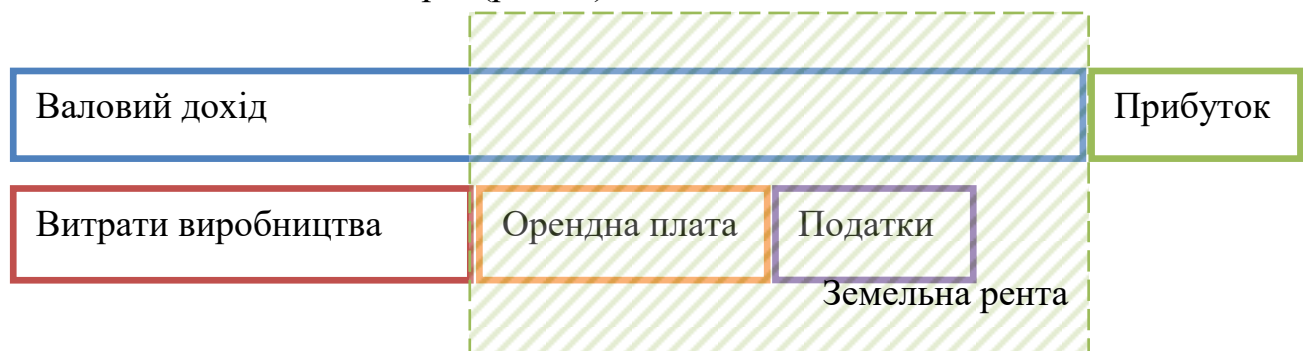 Валовий дохід
Прибуток
Витрати виробництва
Орендна плата
Податки
Земельна рента